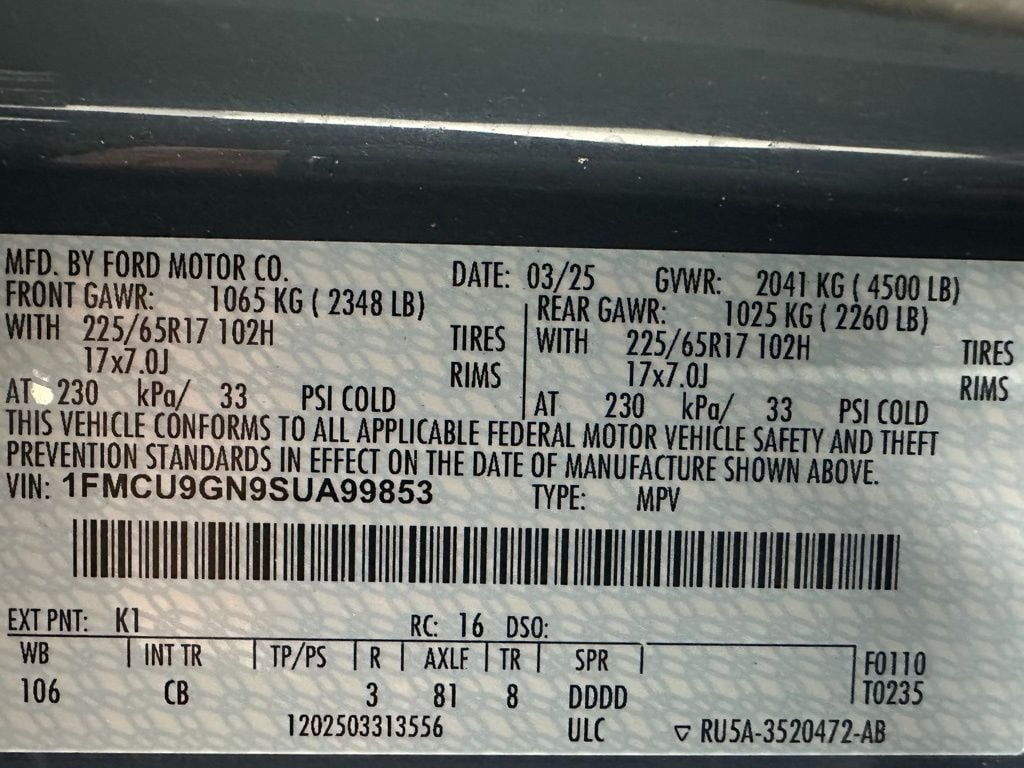 MFD. BY FORD MOTOR CO. DATE: 03/25 GVWR: 2041 KG ( 4500 LB)
FRONT GAWR: 1065 KG ( 2348 LB) REAR GAWR: 1025 KG ( 2260 LB)
WITH 225/65R17 102H TIRES WITH 225/65R17 102H TIRES
17x7.0J RIMS 17x7.0J RIMS
AT 230 kPa/ 33 PSI COLD AT 230 kPa/ 33 PSI COLD
THIS VEHICLE CONFORMS TO ALL APPLICABLE FEDERAL MOTOR VEHICLE SAFETY AND THEFT
PREVENTION STANDARDS IN EFFECT ON THE DATE OF MANUFACTURE SHOWN ABOVE.
VIN: 1FMCU9GN9SUA99853 TYPE: MPV
EXT PNT: K1 RC: 16 DSO:
WB INT TR TP/PS R AXLE TR SPR F0110
106 CB 3 81 8 DDDD T0235
1202503313556 ULC ▽ RU5A-3520472-AB